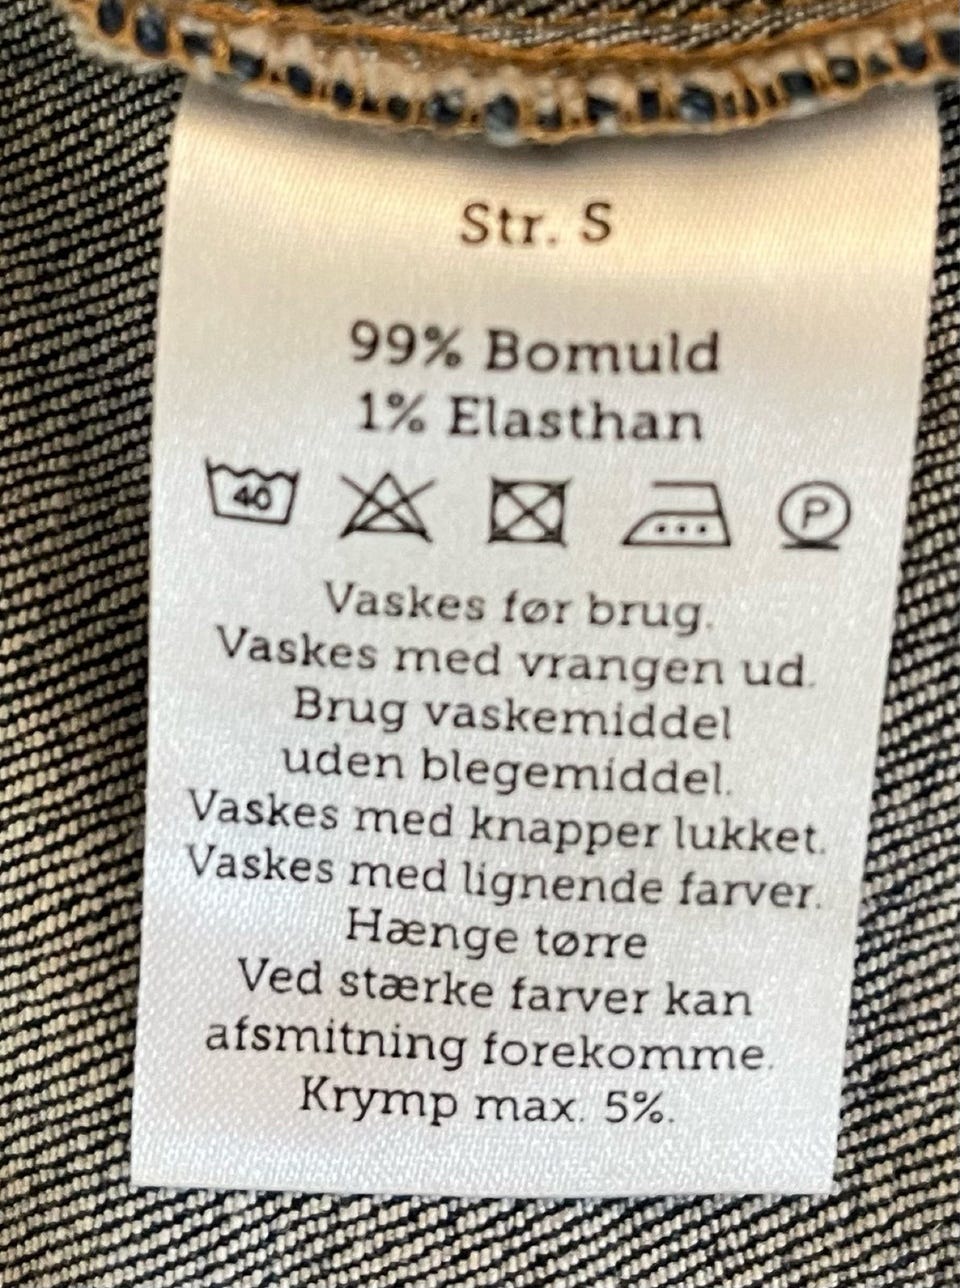 Str. S
99% Bomuld
1% Elasthan
40 P
Vaskes før brug.
Vaskes med vrangen ud.
Brug vaskemiddel
uden blegemiddel.
Vaskes med knapper lukket.
Vaskes med lignende farver.
Hænge tørre
Ved stærke farver kan
afsmitning forekomme.
Krymp max. 5%.